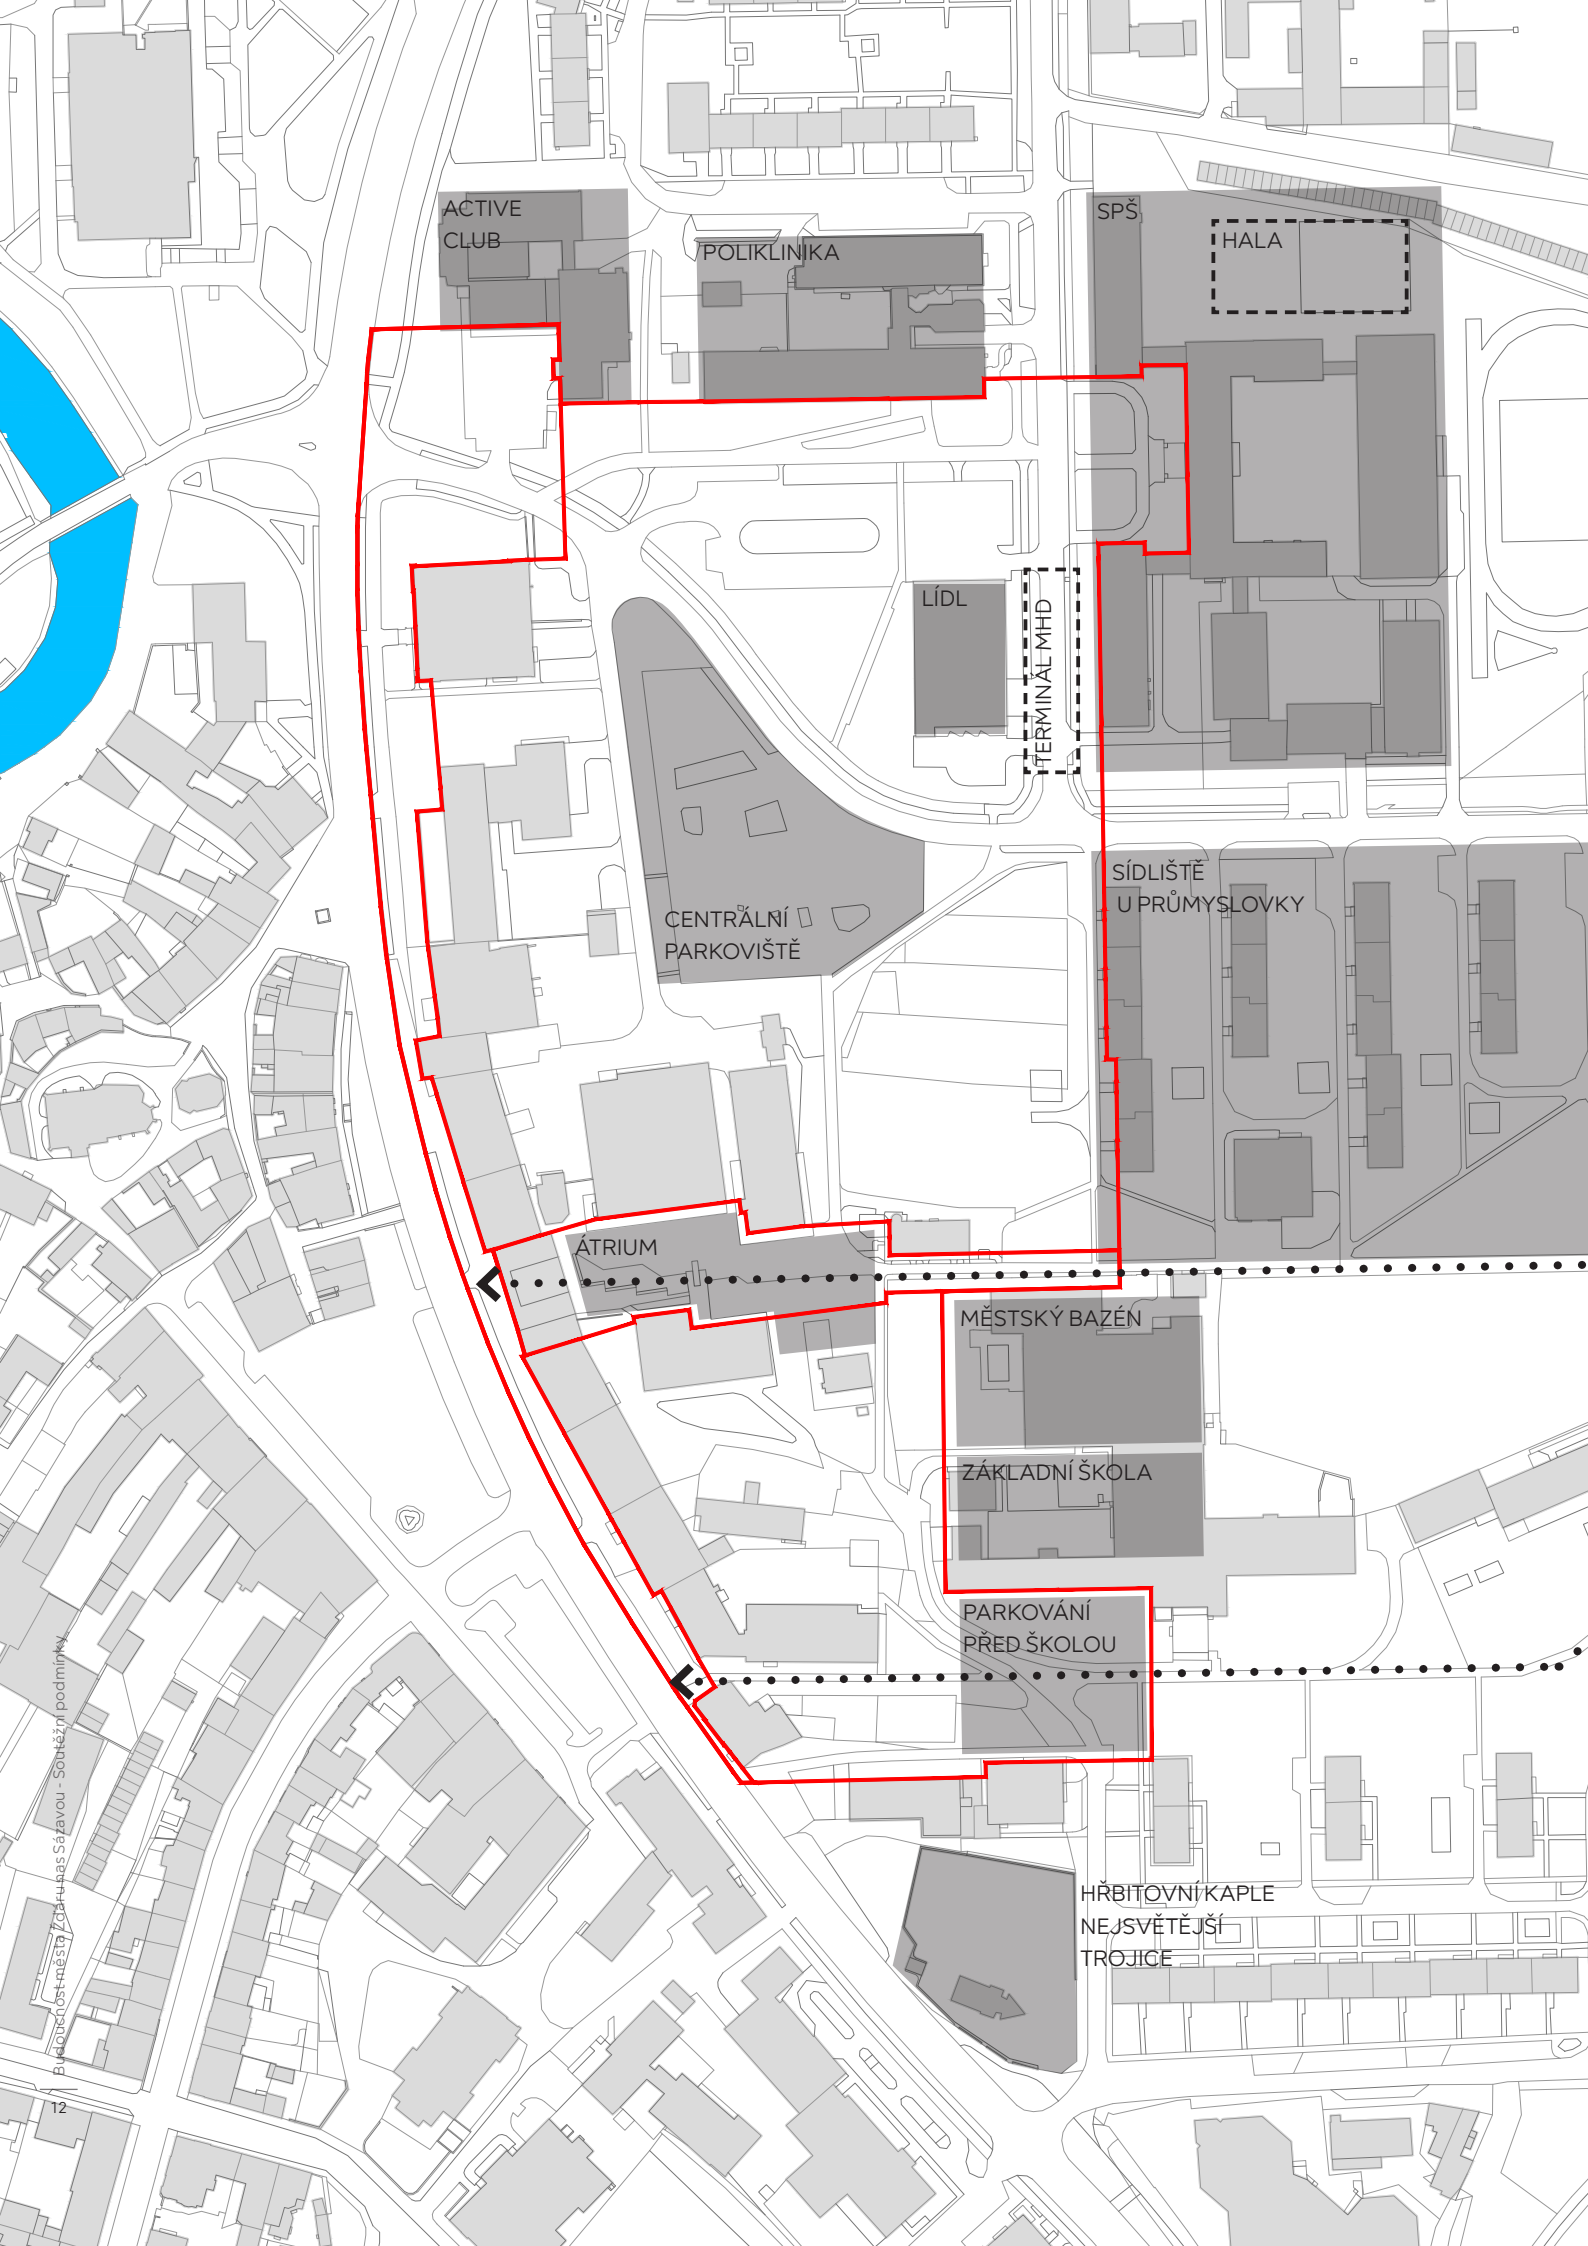 ACTIVE
CLUB
POLIKLINIKA
SPŠ
HALA
LÍDL
TERMINÁL MHD
SÍDLIŠTĚ
U PRŮMYSLOVKY
CENTRÁLNÍ
PARKOVIŠTĚ
ÁTRIUM
MĚSTSKÝ BAZÉN
ZÁKLADNÍ ŠKOLA
PARKOVÁNÍ
PŘED ŠKOLOU
HŘBITOVNÍ KAPLE
NEJSVĚTĚJŠÍ
TROJICE
Budoucnost města Žďáru nas Sázavou - Soutěžní podmínky
12